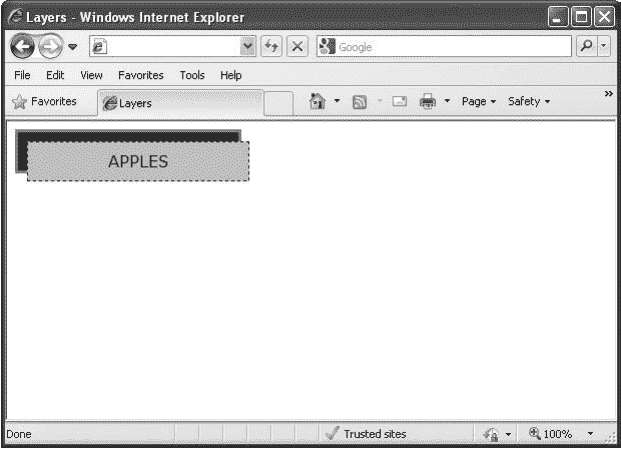 Layers - Windows Internet Explorer
Google
File Edit View Favorites Tools Help
Favorites Layers Page Safety »
APPLES
Done Trusted sites 100%